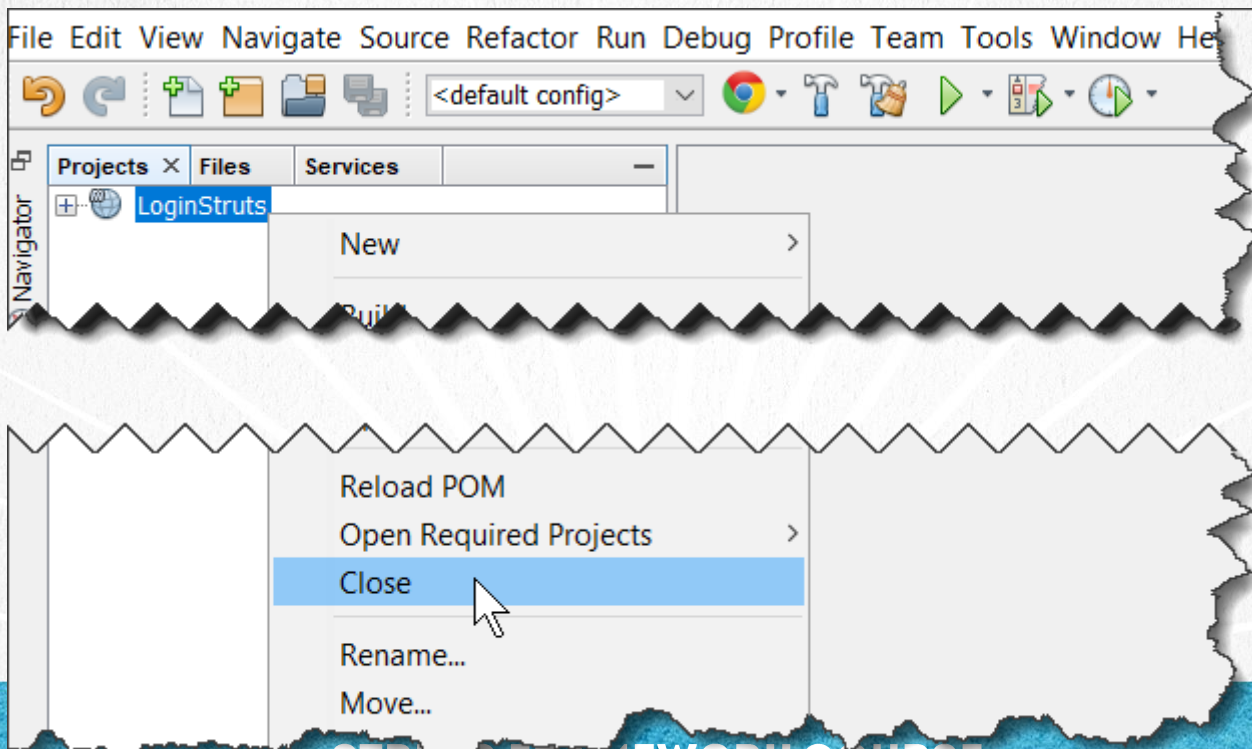 File Edit View Navigate Source Refactor Run Debug Profile Team Tools Window
<default config>
Projects Files Services
Navigator
LoginStruts
New
Reload POM
Open Required Projects
Close
Rename...
Move...